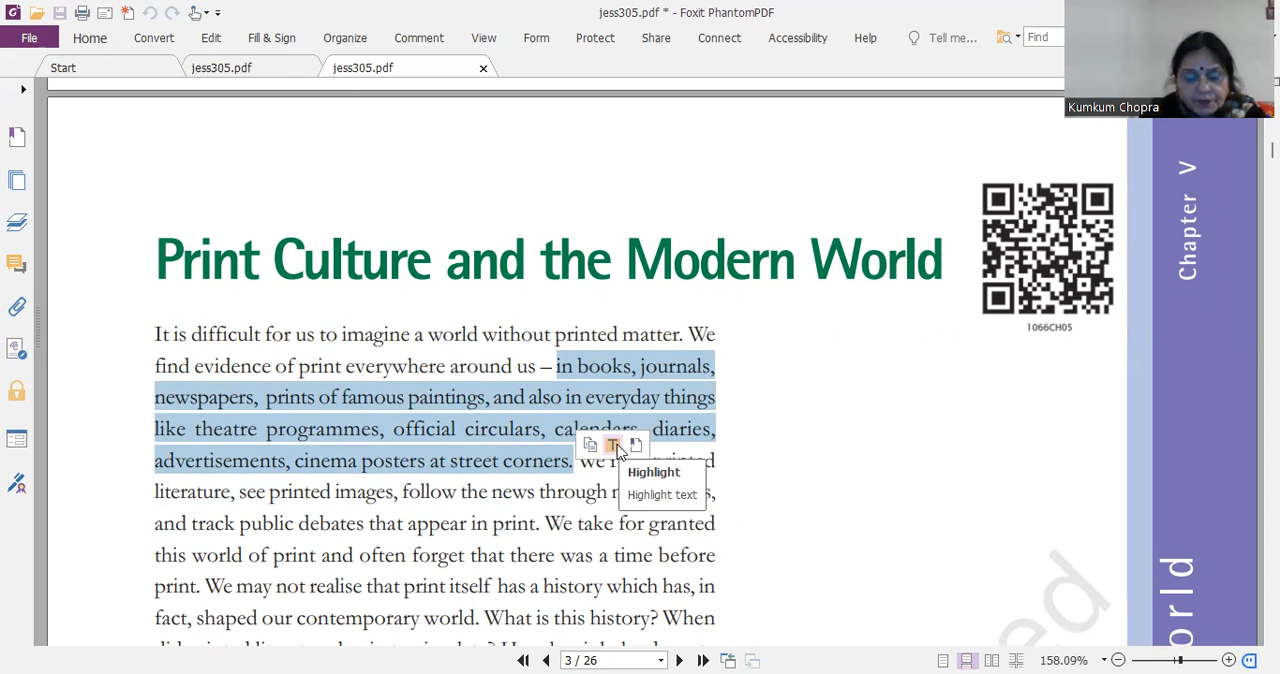 jess305.pdf * - Foxit PhantomPDF
File Home Convert Edit Fill & Sign Organize Comment View Form Protect Share Connect Accessibility Help Tell me... Find
Start jess305.pdf jess305.pdf
Kumkum Chopra
Chapter V
Print Culture and the Modern World
1066CH05
It is difficult for us to imagine a world without printed matter. We
find evidence of print everywhere around us – in books, journals,
newspapers, prints of famous paintings, and also in everyday things
like theatre programmes, official circulars, calendars, diaries,
advertisements, cinema posters at street corners. We
Highlight
Highlight text
literature, see printed images, follow the news through
and track public debates that appear in print. We take for granted
this world of print and often forget that there was a time before
print. We may not realise that print itself has a history which has, in
fact, shaped our contemporary world. What is this history? When
3 / 26
158.09%